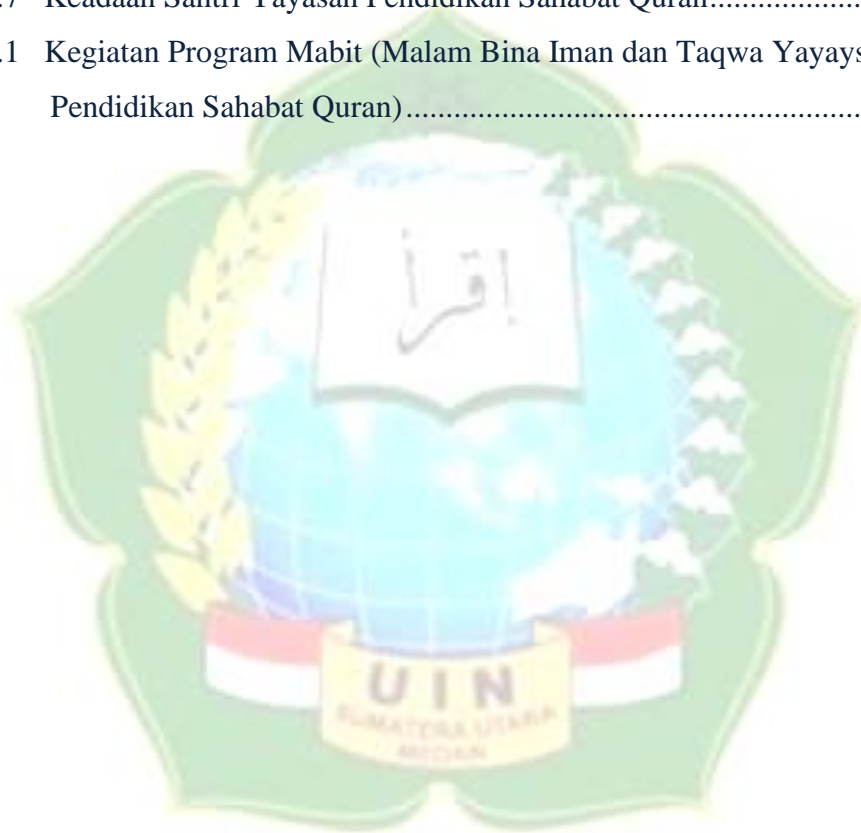 .7 Keadaan Santri Yayasan Pendidikan Sahabat Quran....................
.1 Kegiatan Program Mabit (Malam Bina Iman dan Taqwa Yayays
Pendidikan Sahabat Quran).........................................................
اقرأ
UIN
SUMATERA UTARA
MEDAN